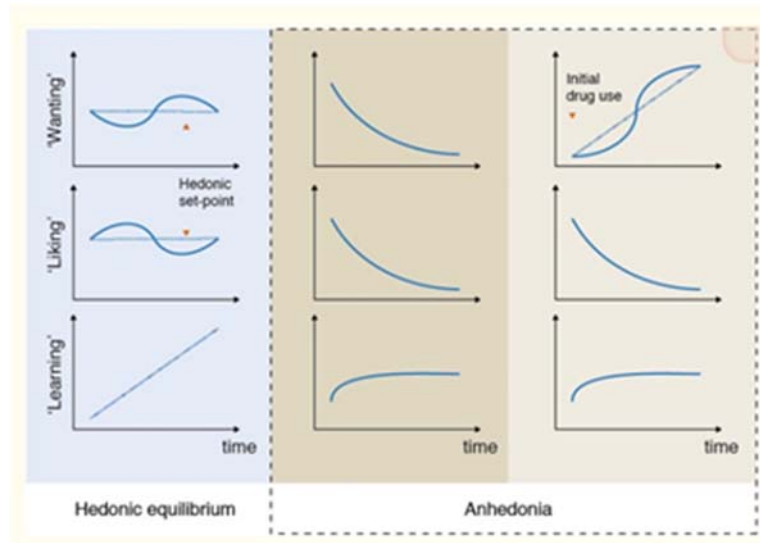 'Wanting'
Initial
drug use
Hedonic
set-point
'Liking'
'Learning'
time
time
time
Hedonic equilibrium
Anhedonia